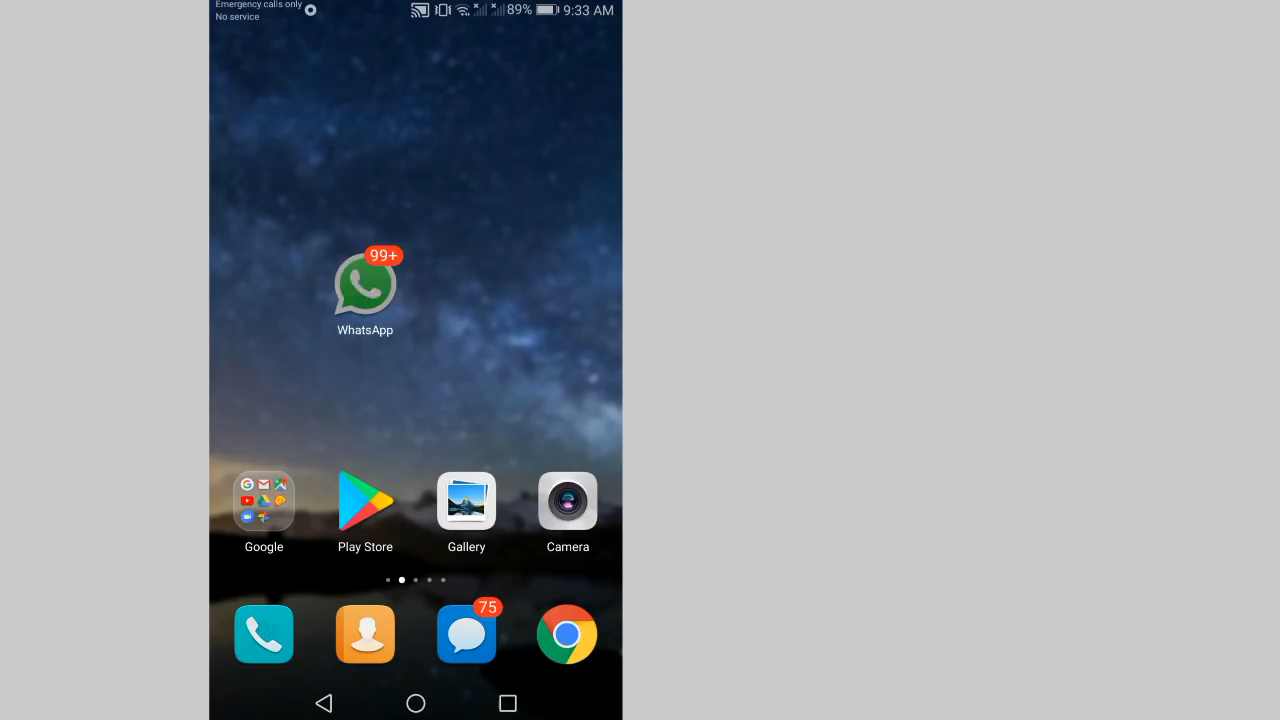 Emergency calls only
No service
89% 9:33 AM
99+
WhatsApp
Google
Play Store
Gallery
Camera
75